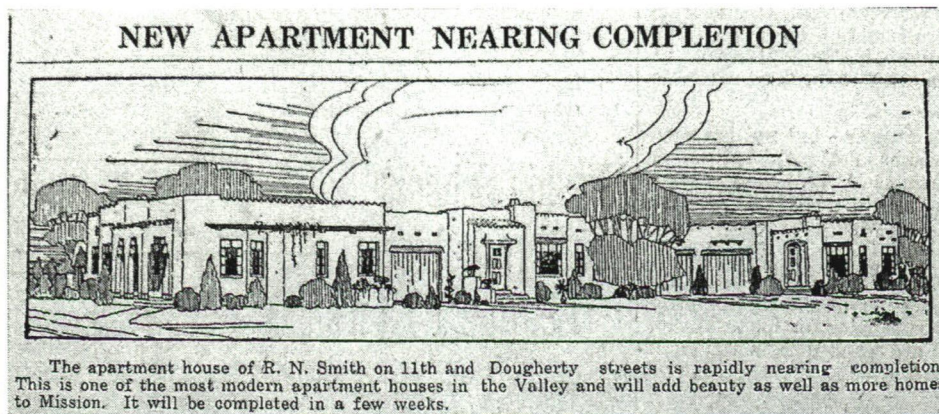 NEW APARTMENT NEARING COMPLETION
The apartment house of R. N. Smith on 11th and Dougherty streets is rapidly nearing completion
This is one of the most modern apartment houses in the Valley and will add beauty as well as more home
to Mission. It will be completed in a few weeks.